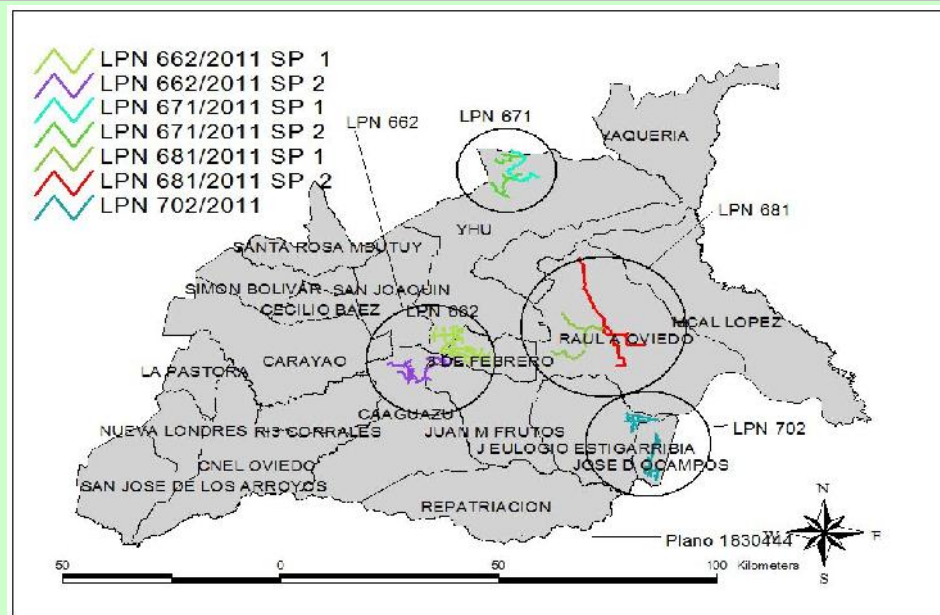 LPN 662/2011 SP 1
LPN 662/2011 SP 2
LPN 671/2011 SP 1
LPN 671/2011 SP 2
LPN 681/2011 SP 1
LPN 681/2011 SP 2
LPN 702/2011
LPN 662
LPN 671
YAQUERIA
LPN 681
YHU
SANTA ROSA MBUTUY
SIMON BOLIVAR
SAN JOAQUIN
CECILIO BAEZ
LPN 662
MCAL LOPEZ
RAUL A OVIEDO
CARAYAO
3 DE FEBRERO
LA PASTORA
CAAGUAZU
NUEVA LONDRES
R I 3 CORRALES
JUAN M FRUTOS
LPN 702
J EULOGIO ESTIGARRIBIA
CNEL OVIEDO
JOSE D OCAMPOS
SAN JOSE DE LOS ARROYOS
REPATRIACION
Plano 1830444
N
W
E
S
50 0 50 100 Kilometers